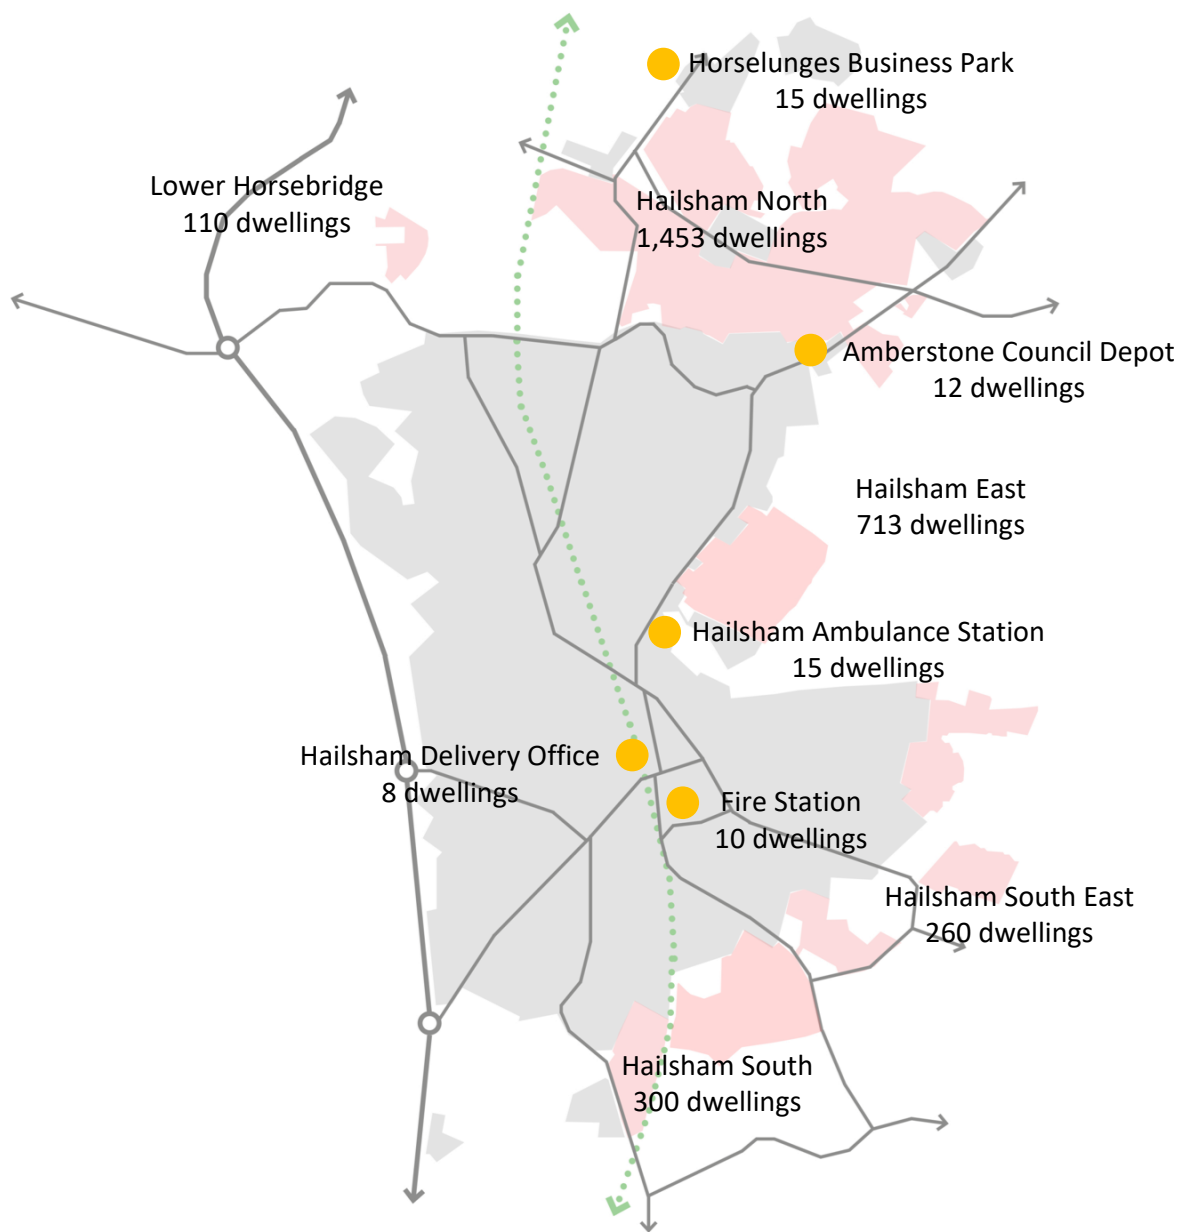 Horselunges Business Park
15 dwellings
Lower Horsebridge
110 dwellings
Hailsham North
1,453 dwellings
Amberstone Council Depot
12 dwellings
Hailsham East
713 dwellings
Hailsham Ambulance Station
15 dwellings
Hailsham Delivery Office
8 dwellings
Fire Station
10 dwellings
Hailsham South East
260 dwellings
Hailsham South
300 dwellings